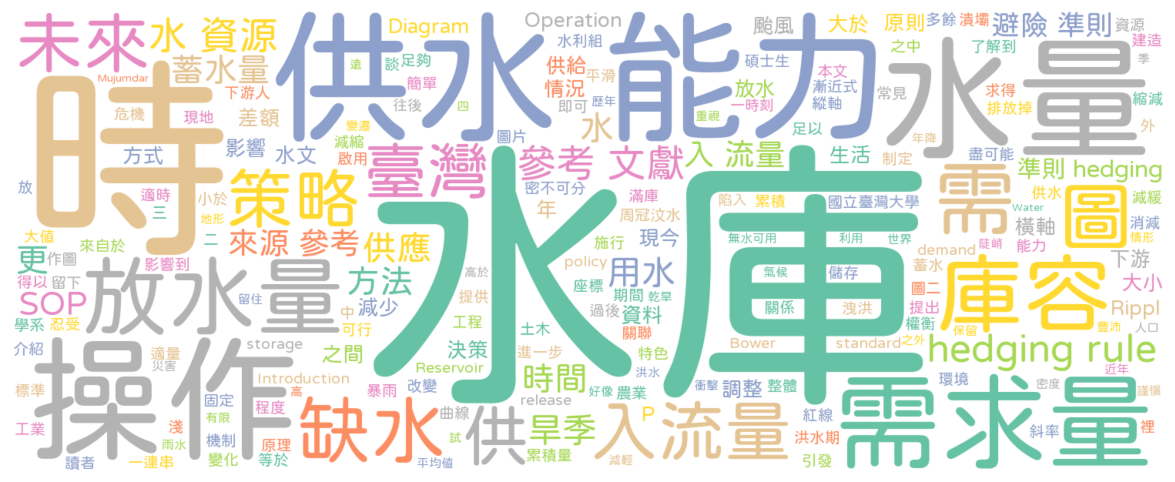 未來
水 資源
供水能力
Diagram
Operation
颱風
大於
原則
多餘
潰壩
避險 準則
資源
水利組
之中
了解到
建造
Mujumdar
蓄水量
遠
談
足夠
供給
平滑
碩士生
本文
漸近式
季
下游人
簡單
情況
放水
縱軸
常見
求得
縮減
時
危機
現地
差額
往後
即可
歷年
一時刻
排放掉
水量
四
重視
足以
外
方式
影響
水文
變遷
減縮
啟用
圖片
水
入 流量
生活
年降
制定
盡可能
臺灣
參考 文獻
準則 hedging
放
適時
小於
策略
密不可分
滿庫
陷入
累積
國立臺灣大學
需
供水
圖
減緩
三
地形
年
周冠汶水
橫軸
Water
消減
大值
來自於
二
來源 參考
供應
施行
現今
無水可用
利用
世界
陡峭
能力
情形
更
作圖
影響到
高於
policy
用水
水庫
demand
下游
得以
留下
放水量
方法
座標
期間
乾旱
氣候
儲存
蓄水
庫容
大小
SOP
留住
減少
提供
過後
資料
關係
洩洪
圖二
提出
Rippl
學系
忍受
中
可行
工程
土木
關聯
權衡
保留
豐沛
人口
介紹
適量
storage
之間
決策
進一步
特色
Bower
standard
之外
hedging rule
災害
操作
Introduction
Reservoir
時間
洪水
衝擊
調整
整體
環境
近年
標準
固定
高
暴雨
改變
release
好像
農業
需求量
密度
謹慎
程度
缺水
曲線
供
旱季
入流量
P
紅線
斜率
裡
工業
淺
有限
機制
原理
試
洪水期
讀者
雨水
一連串
變化
等於
平均值
累積量
減輕
引發